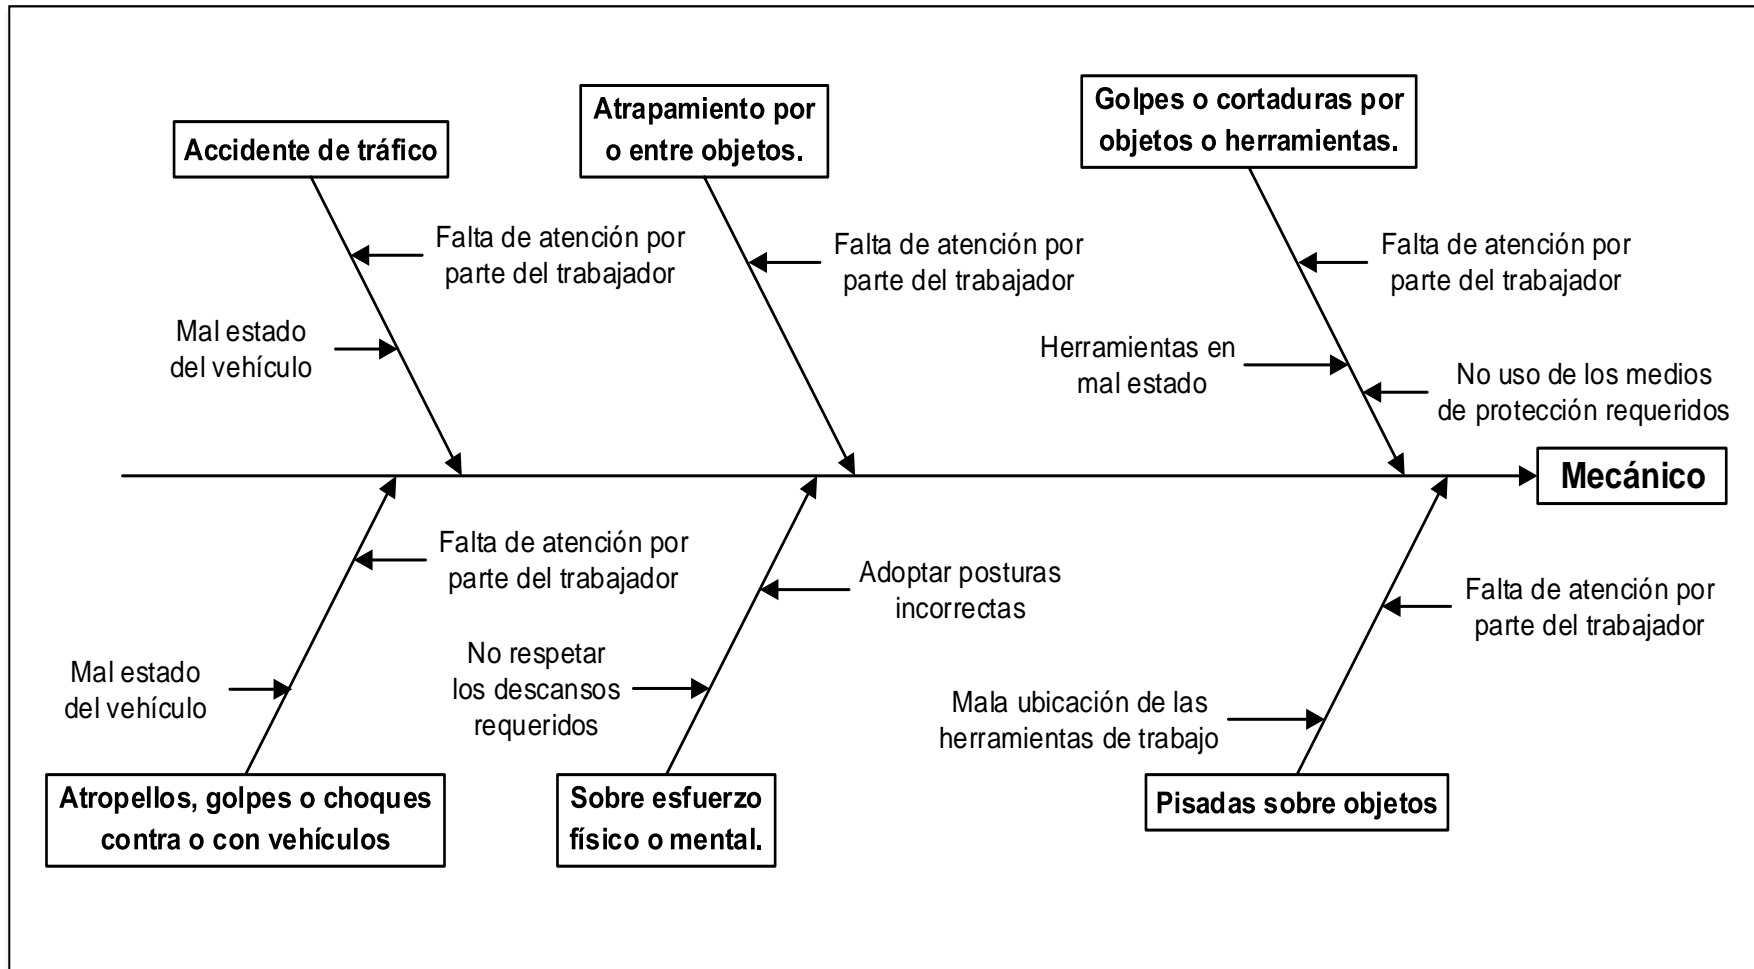 Accidente de tráfico
Atrapamiento por
o entre objetos.
Golpes o cortaduras por
objetos o herramientas.
Falta de atención por
parte del trabajador
Mal estado
del vehículo
Falta de atención por
parte del trabajador
Falta de atención por
parte del trabajador
Herramientas en
mal estado
No uso de los medios
de protección requeridos
Mecánico
Falta de atención por
parte del trabajador
Mal estado
del vehículo
Adoptar posturas
incorrectas
No respetar
los descansos
requeridos
Falta de atención por
parte del trabajador
Mala ubicación de las
herramientas de trabajo
Atropellos, golpes o choques
contra o con vehículos
Sobre esfuerzo
físico o mental.
Pisadas sobre objetos